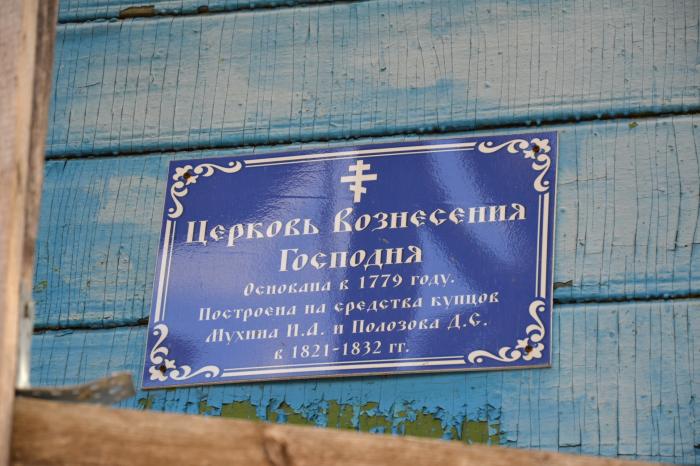 Церковь Вознесения
Господня
Основана в 1779 году.
Построена на средства купцов
Мухина И.А. и Полозова Д.Е.
в 1821-1832 гг.